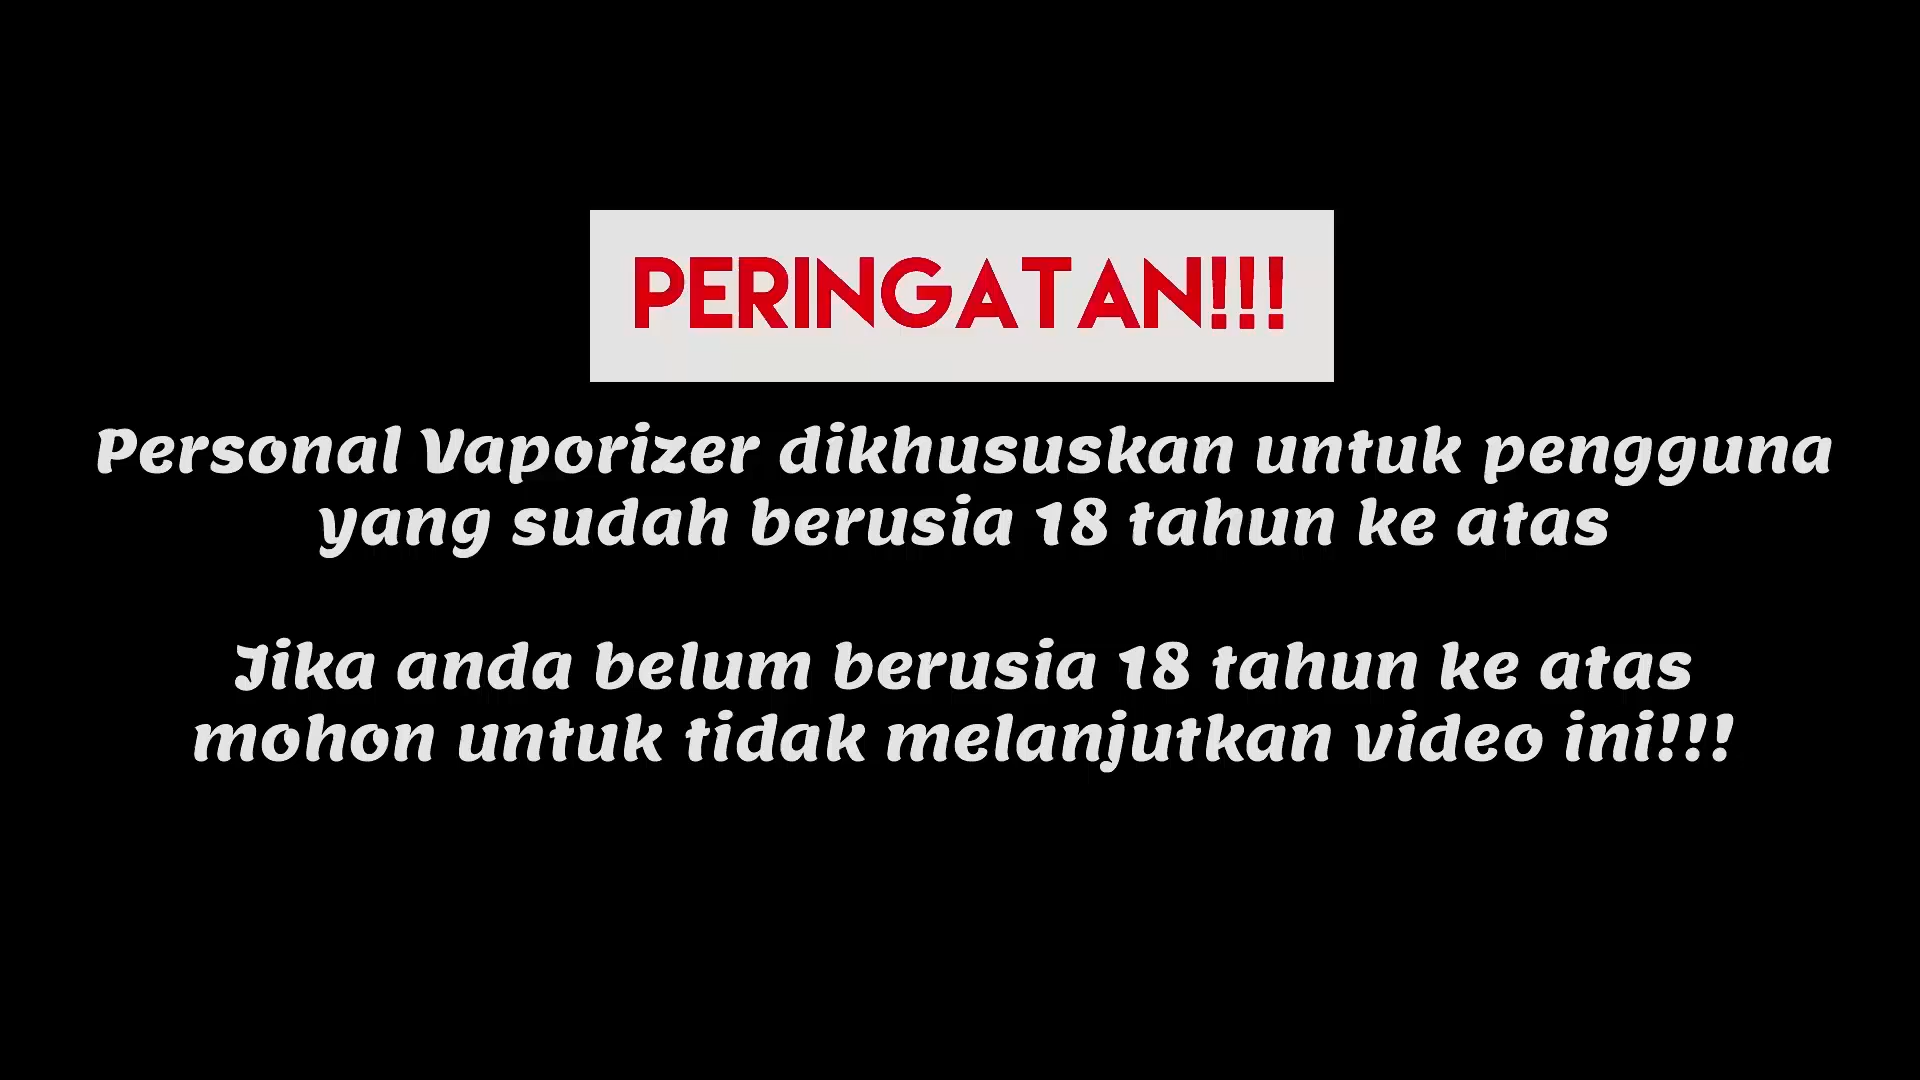 PERINGATAN!!!
Personal Vaporizer dikhususkan untuk pengguna
yang sudah berusia 18 tahun ke atas
Jika anda belum berusia 18 tahun ke atas
mohon untuk tidak melanjutkan video ini!!!